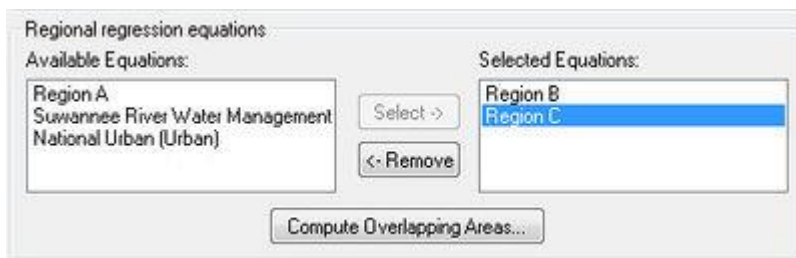 Regional regression equations
Available Equations:
Selected Equations:
Region A
Suwannee River Water Management
National Urban (Urban)
Select ->
<- Remove
Region B
Region C
Compute Overlapping Areas...